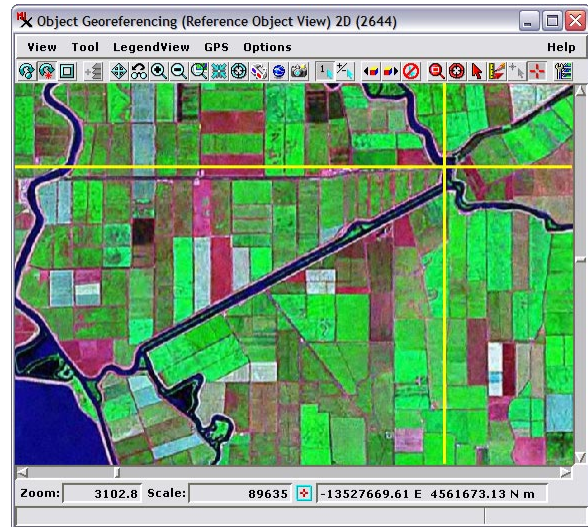 Object Georeferencing (Reference Object View) 2D (2644)
View Tool LegendView GPS Options Help
1
Zoom: 3102.8 Scale: 89635 -13527669.61 E 4561673.13 N m